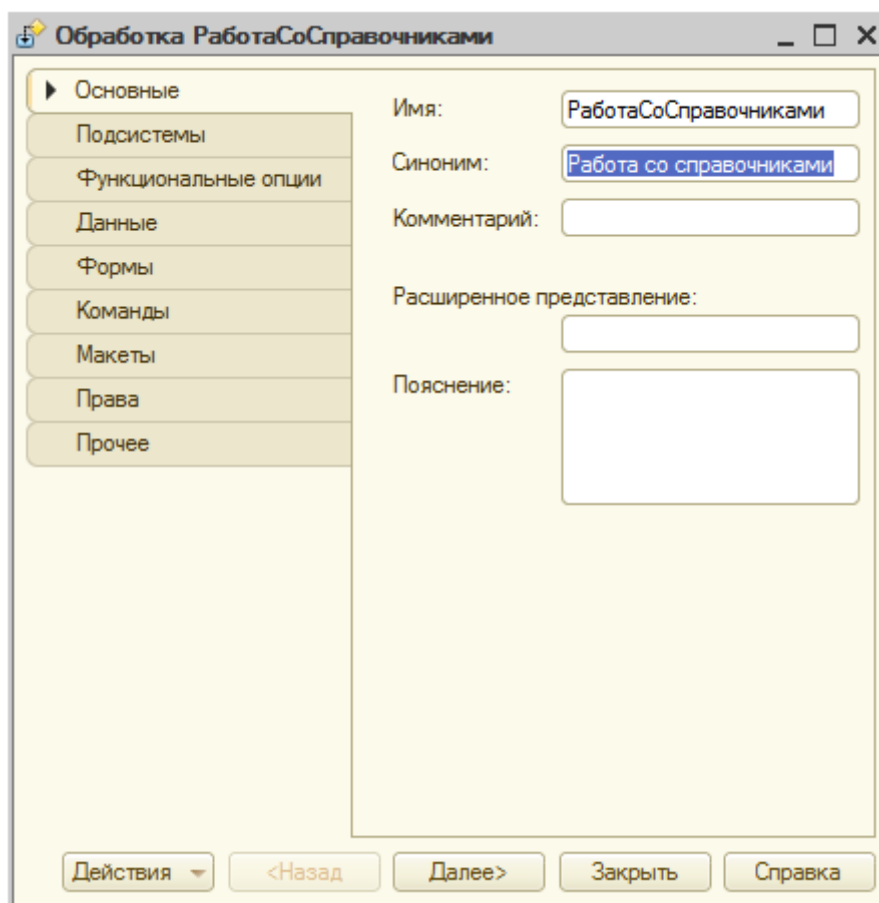 Обработка РаботаСоСправочниками
Основные
Подсистемы
Функциональные опции
Данные
Формы
Команды
Макеты
Права
Прочее
Имя: РаботаСоСправочниками
Синоним: Работа со справочниками
Комментарий:
Расширенное представление:
Пояснение:
Действия <Назад Далее> Закрыть Справка